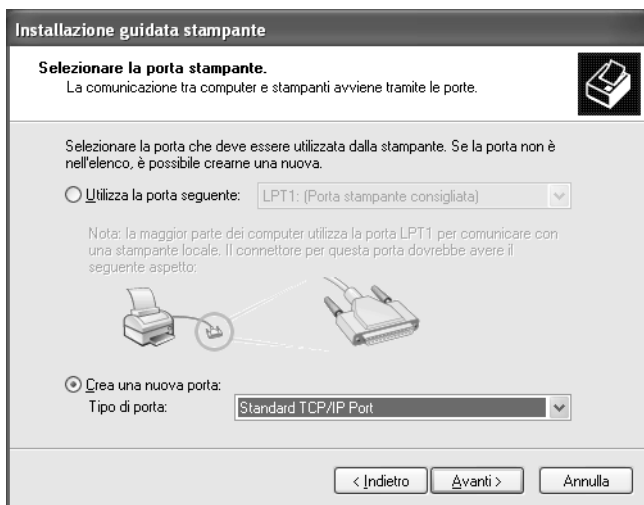 Installazione guidata stampante
Selezionare la porta stampante.
La comunicazione tra computer e stampanti avviene tramite le porte.
Selezionare la porta che deve essere utilizzata dalla stampante. Se la porta non è
nell'elenco, è possibile crearne una nuova.
Utilizza la porta seguente: LPT1: (Porta stampante consigliata)
Nota: la maggior parte dei computer utilizza la porta LPT1 per comunicare con
una stampante locale. Il connettore per questa porta dovrebbe avere il
seguente aspetto:
Crea una nuova porta:
Tipo di porta: Standard TCP/IP Port
< Indietro Avanti > Annulla